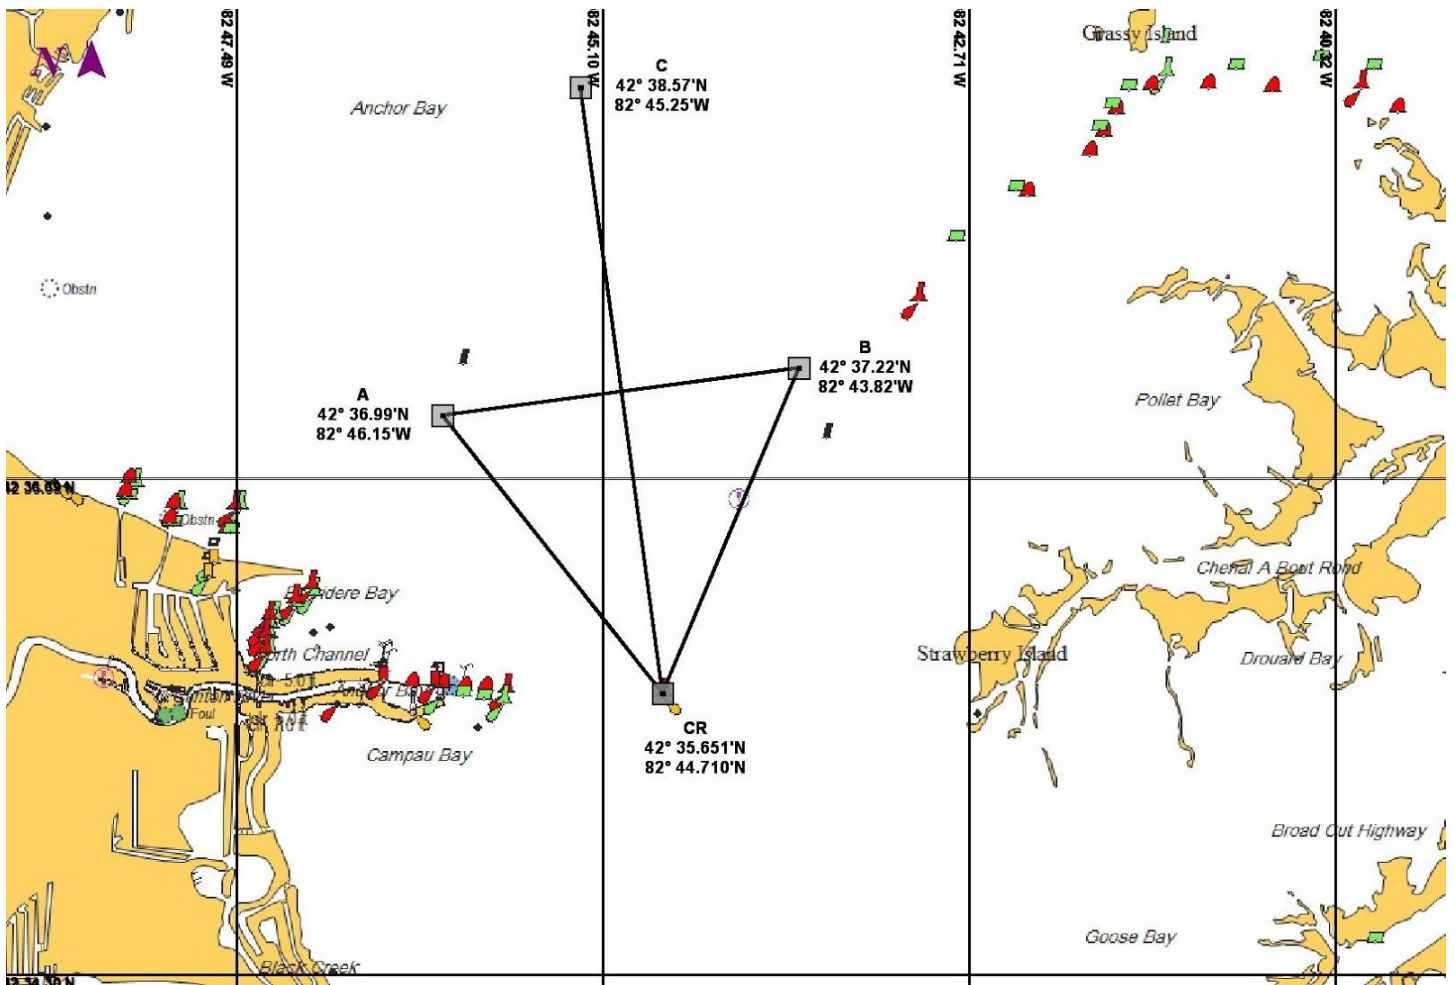 82 47.49 W
82 45.10 W
82 42.71 W
82 40.32 W
N
Grassy Island
C
42° 38.57'N
82° 45.25'W
Anchor Bay
Obstn
B
42° 37.22'N
82° 43.82'W
A
42° 36.99'N
82° 46.15'W
Pollet Bay
Obstn
Chenal A Bout Rond
North Channel
Strawberry Island
Drouard Bay
Foul
CR
42° 35.651'N
82° 44.710'N
Campau Bay
Broad Cut Highway
Goose Bay
Black Creek